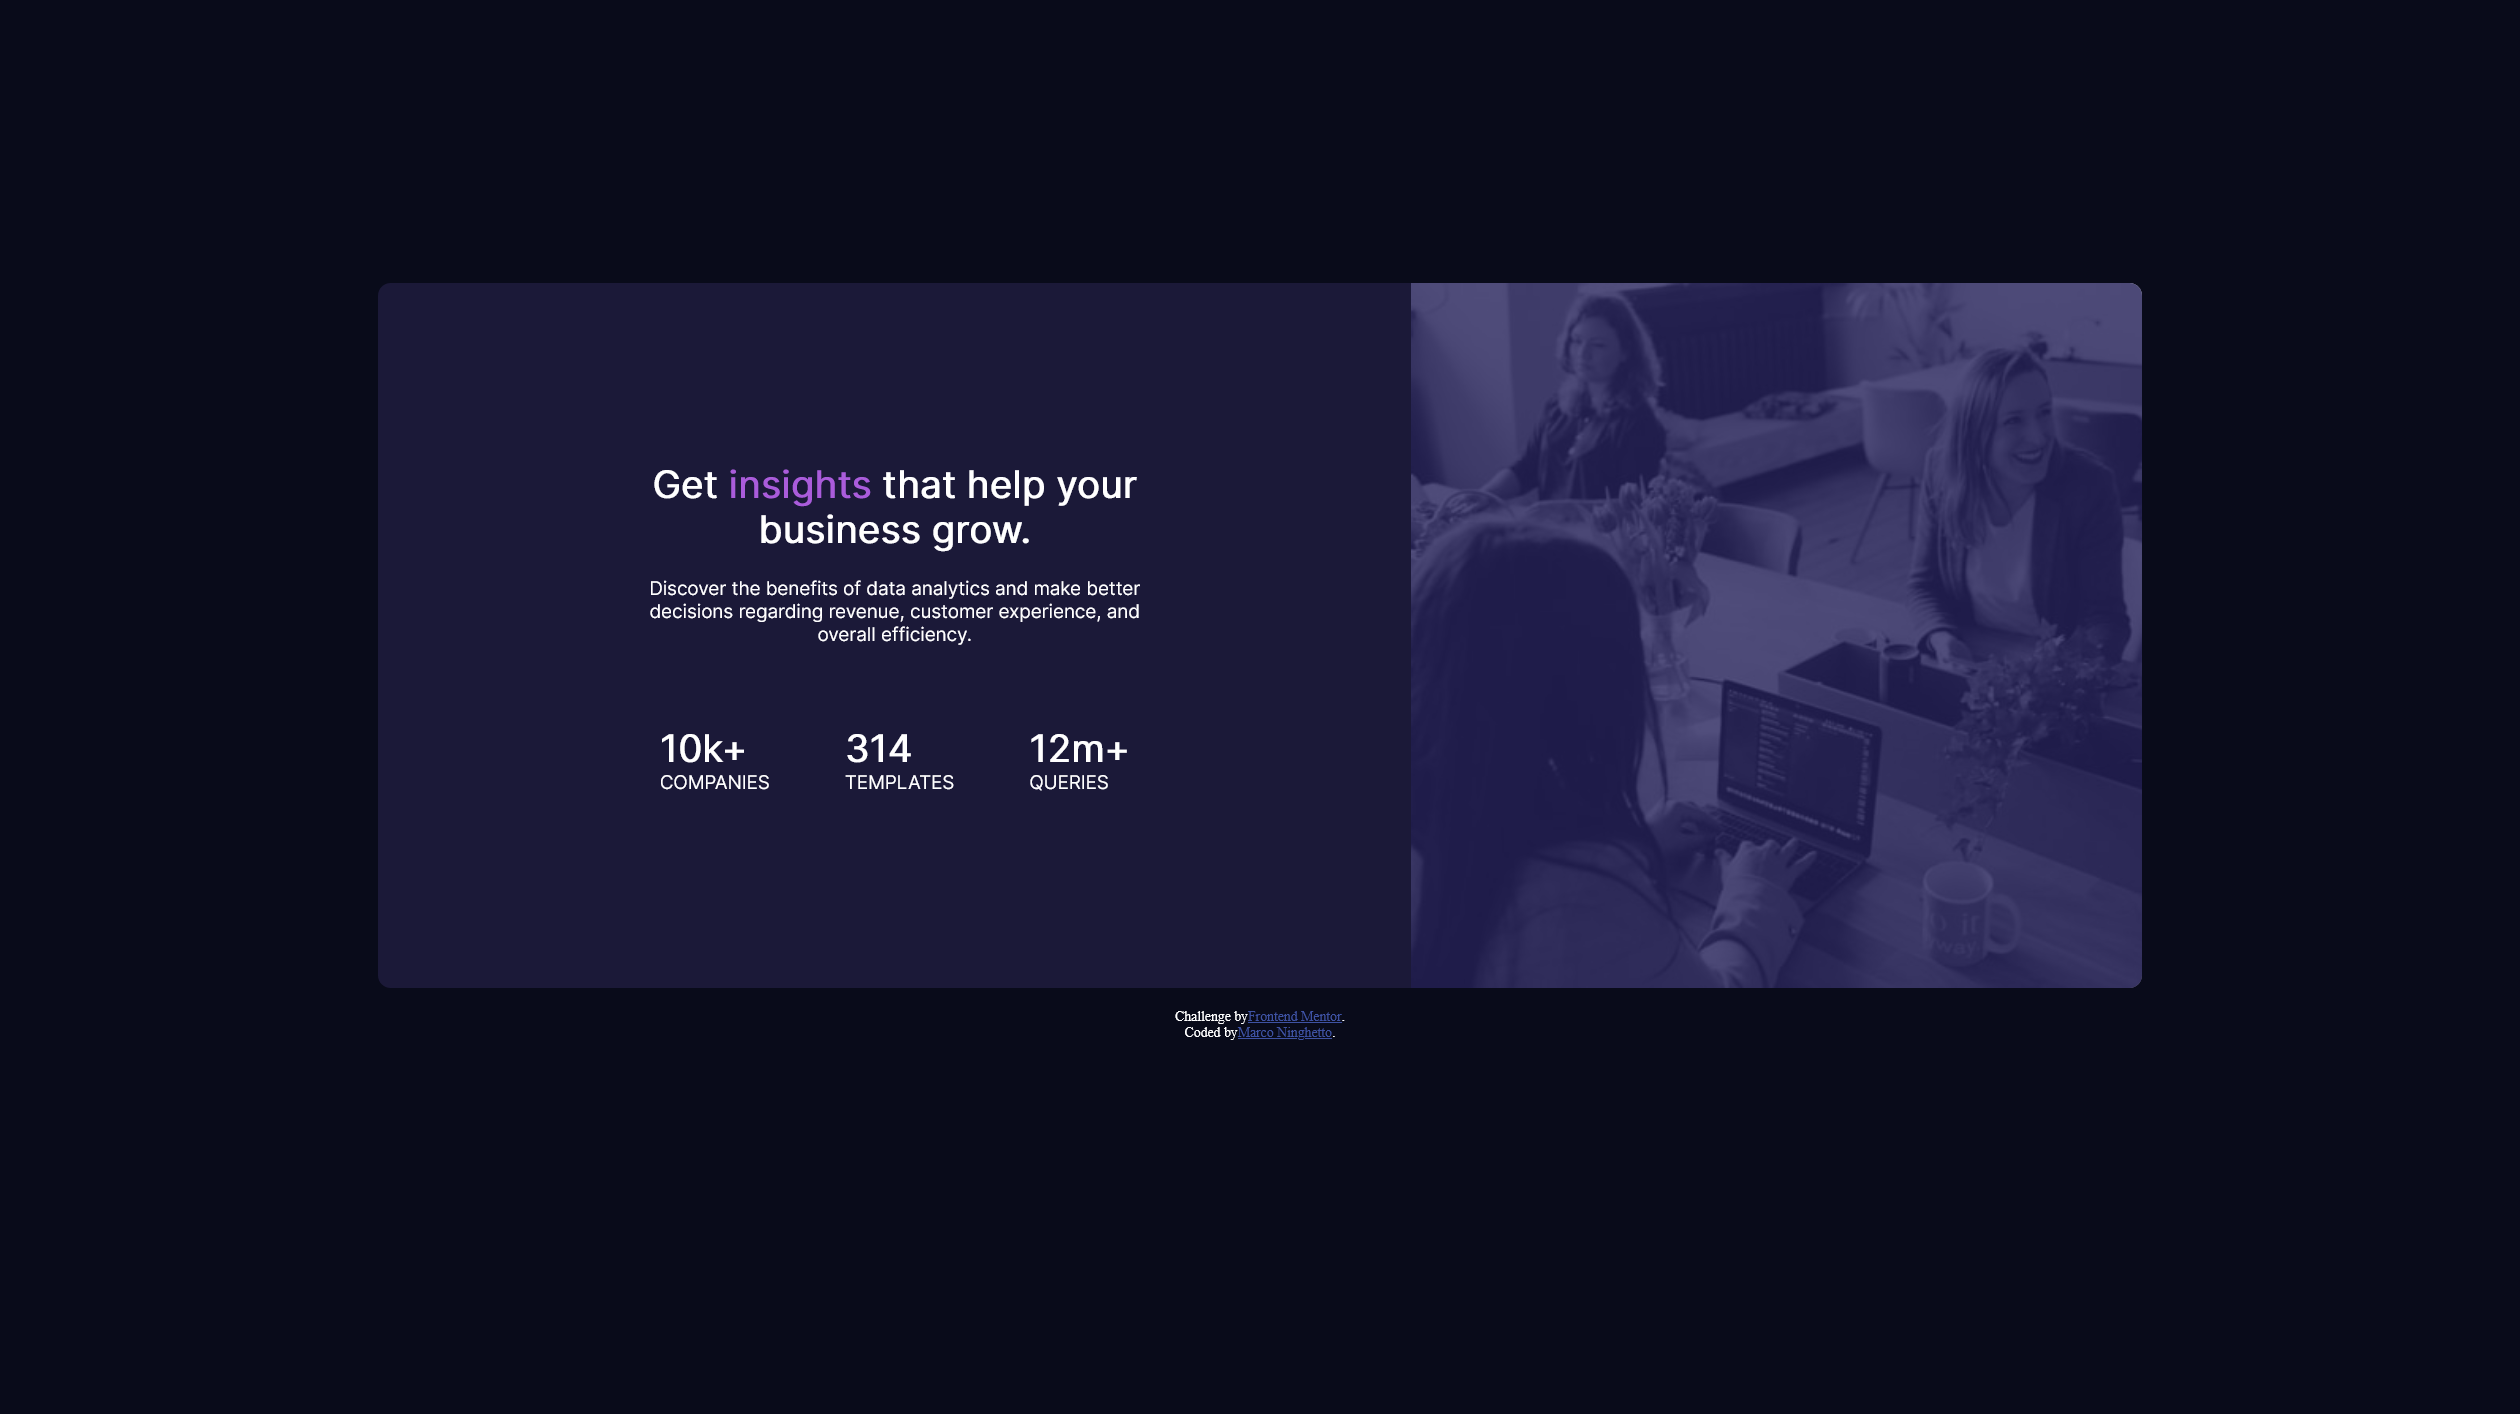 Get insights that help your
business grow.
Discover the benefits of data analytics and make better
decisions regarding revenue, customer experience, and
overall efficiency.
10k+ 314 12m+
COMPANIES TEMPLATES QUERIES
Challenge byFrontend Mentor.
Coded byMarco Ninghetto.